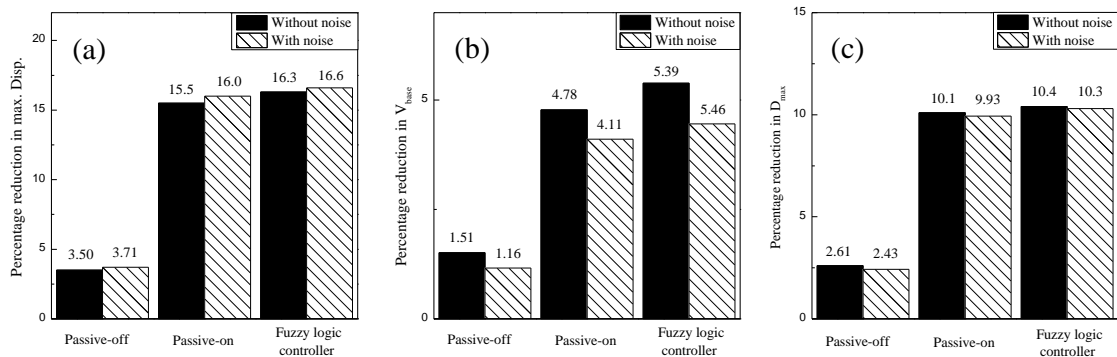 (a)
Without noise
With noise
Percentage reduction in max. Disp.
20
15
10
5
0
3.50
3.71
15.5
16.0
16.3
16.6
Passive-off
Passive-on
Fuzzy logic
controller
(b)
Without noise
With noise
Percentage reduction in V_base
5
0
1.51
1.16
4.78
4.11
5.39
5.46
Passive-off
Passive-on
Fuzzy logic
controller
(c)
Without noise
With noise
Percentage reduction in D_max
15
10
5
0
2.61
2.43
10.1
9.93
10.4
10.3
Passive-off
Passive-on
Fuzzy logic
controller